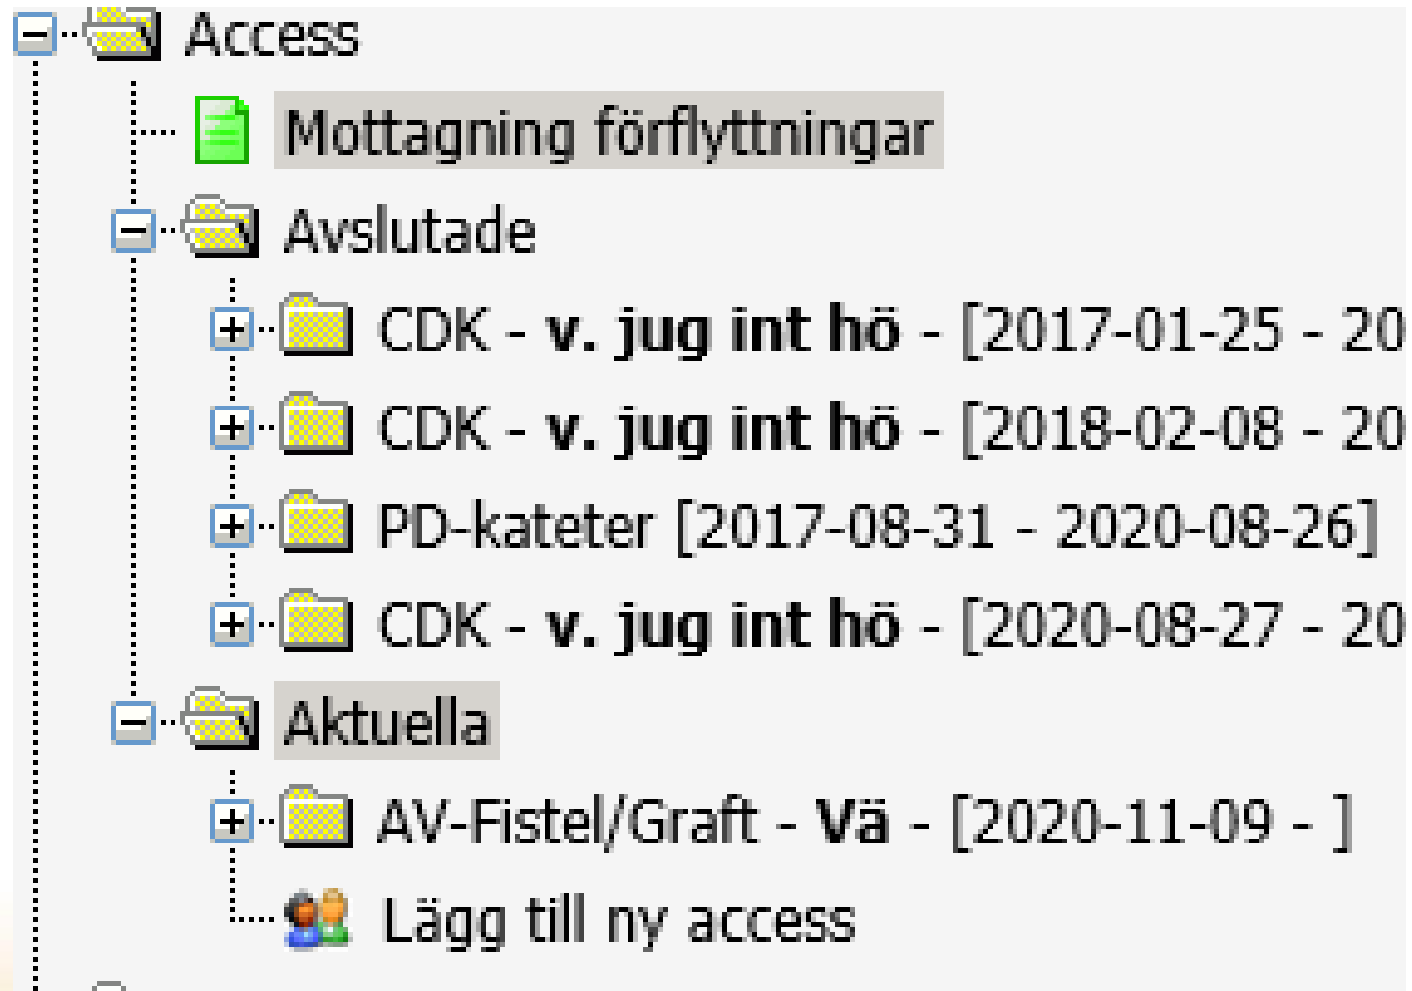 Access
Mottagning förflyttningar
Avslutade
CDK - v. jug int hö - [2017-01-25 - 20
CDK - v. jug int hö - [2018-02-08 - 20
PD-kateter [2017-08-31 - 2020-08-26]
CDK - v. jug int hö - [2020-08-27 - 20
Aktuella
AV-Fistel/Graft - Vä - [2020-11-09 - ]
Lägg till ny access